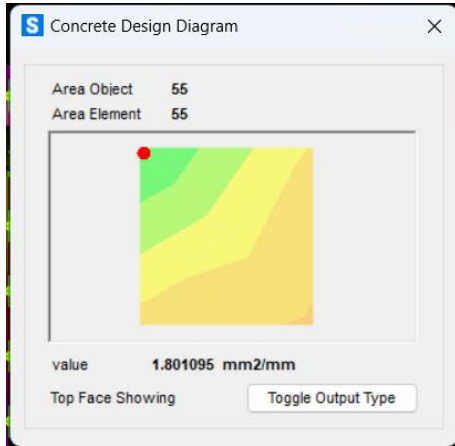 S Concrete Design Diagram
Area Object 55
Area Element 55
value 1.801095 mm2/mm
Top Face Showing Toggle Output Type